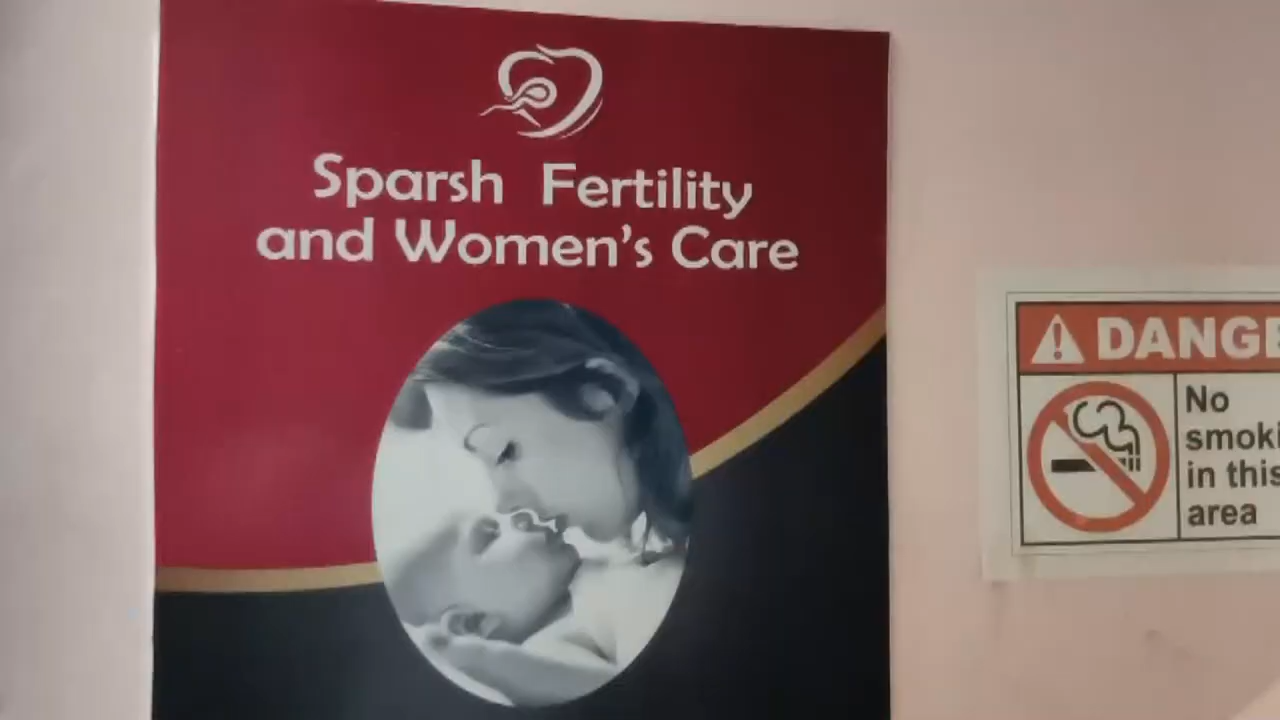 Sparsh Fertility
and Women's Care
DANGE
No
smoki
in this
area